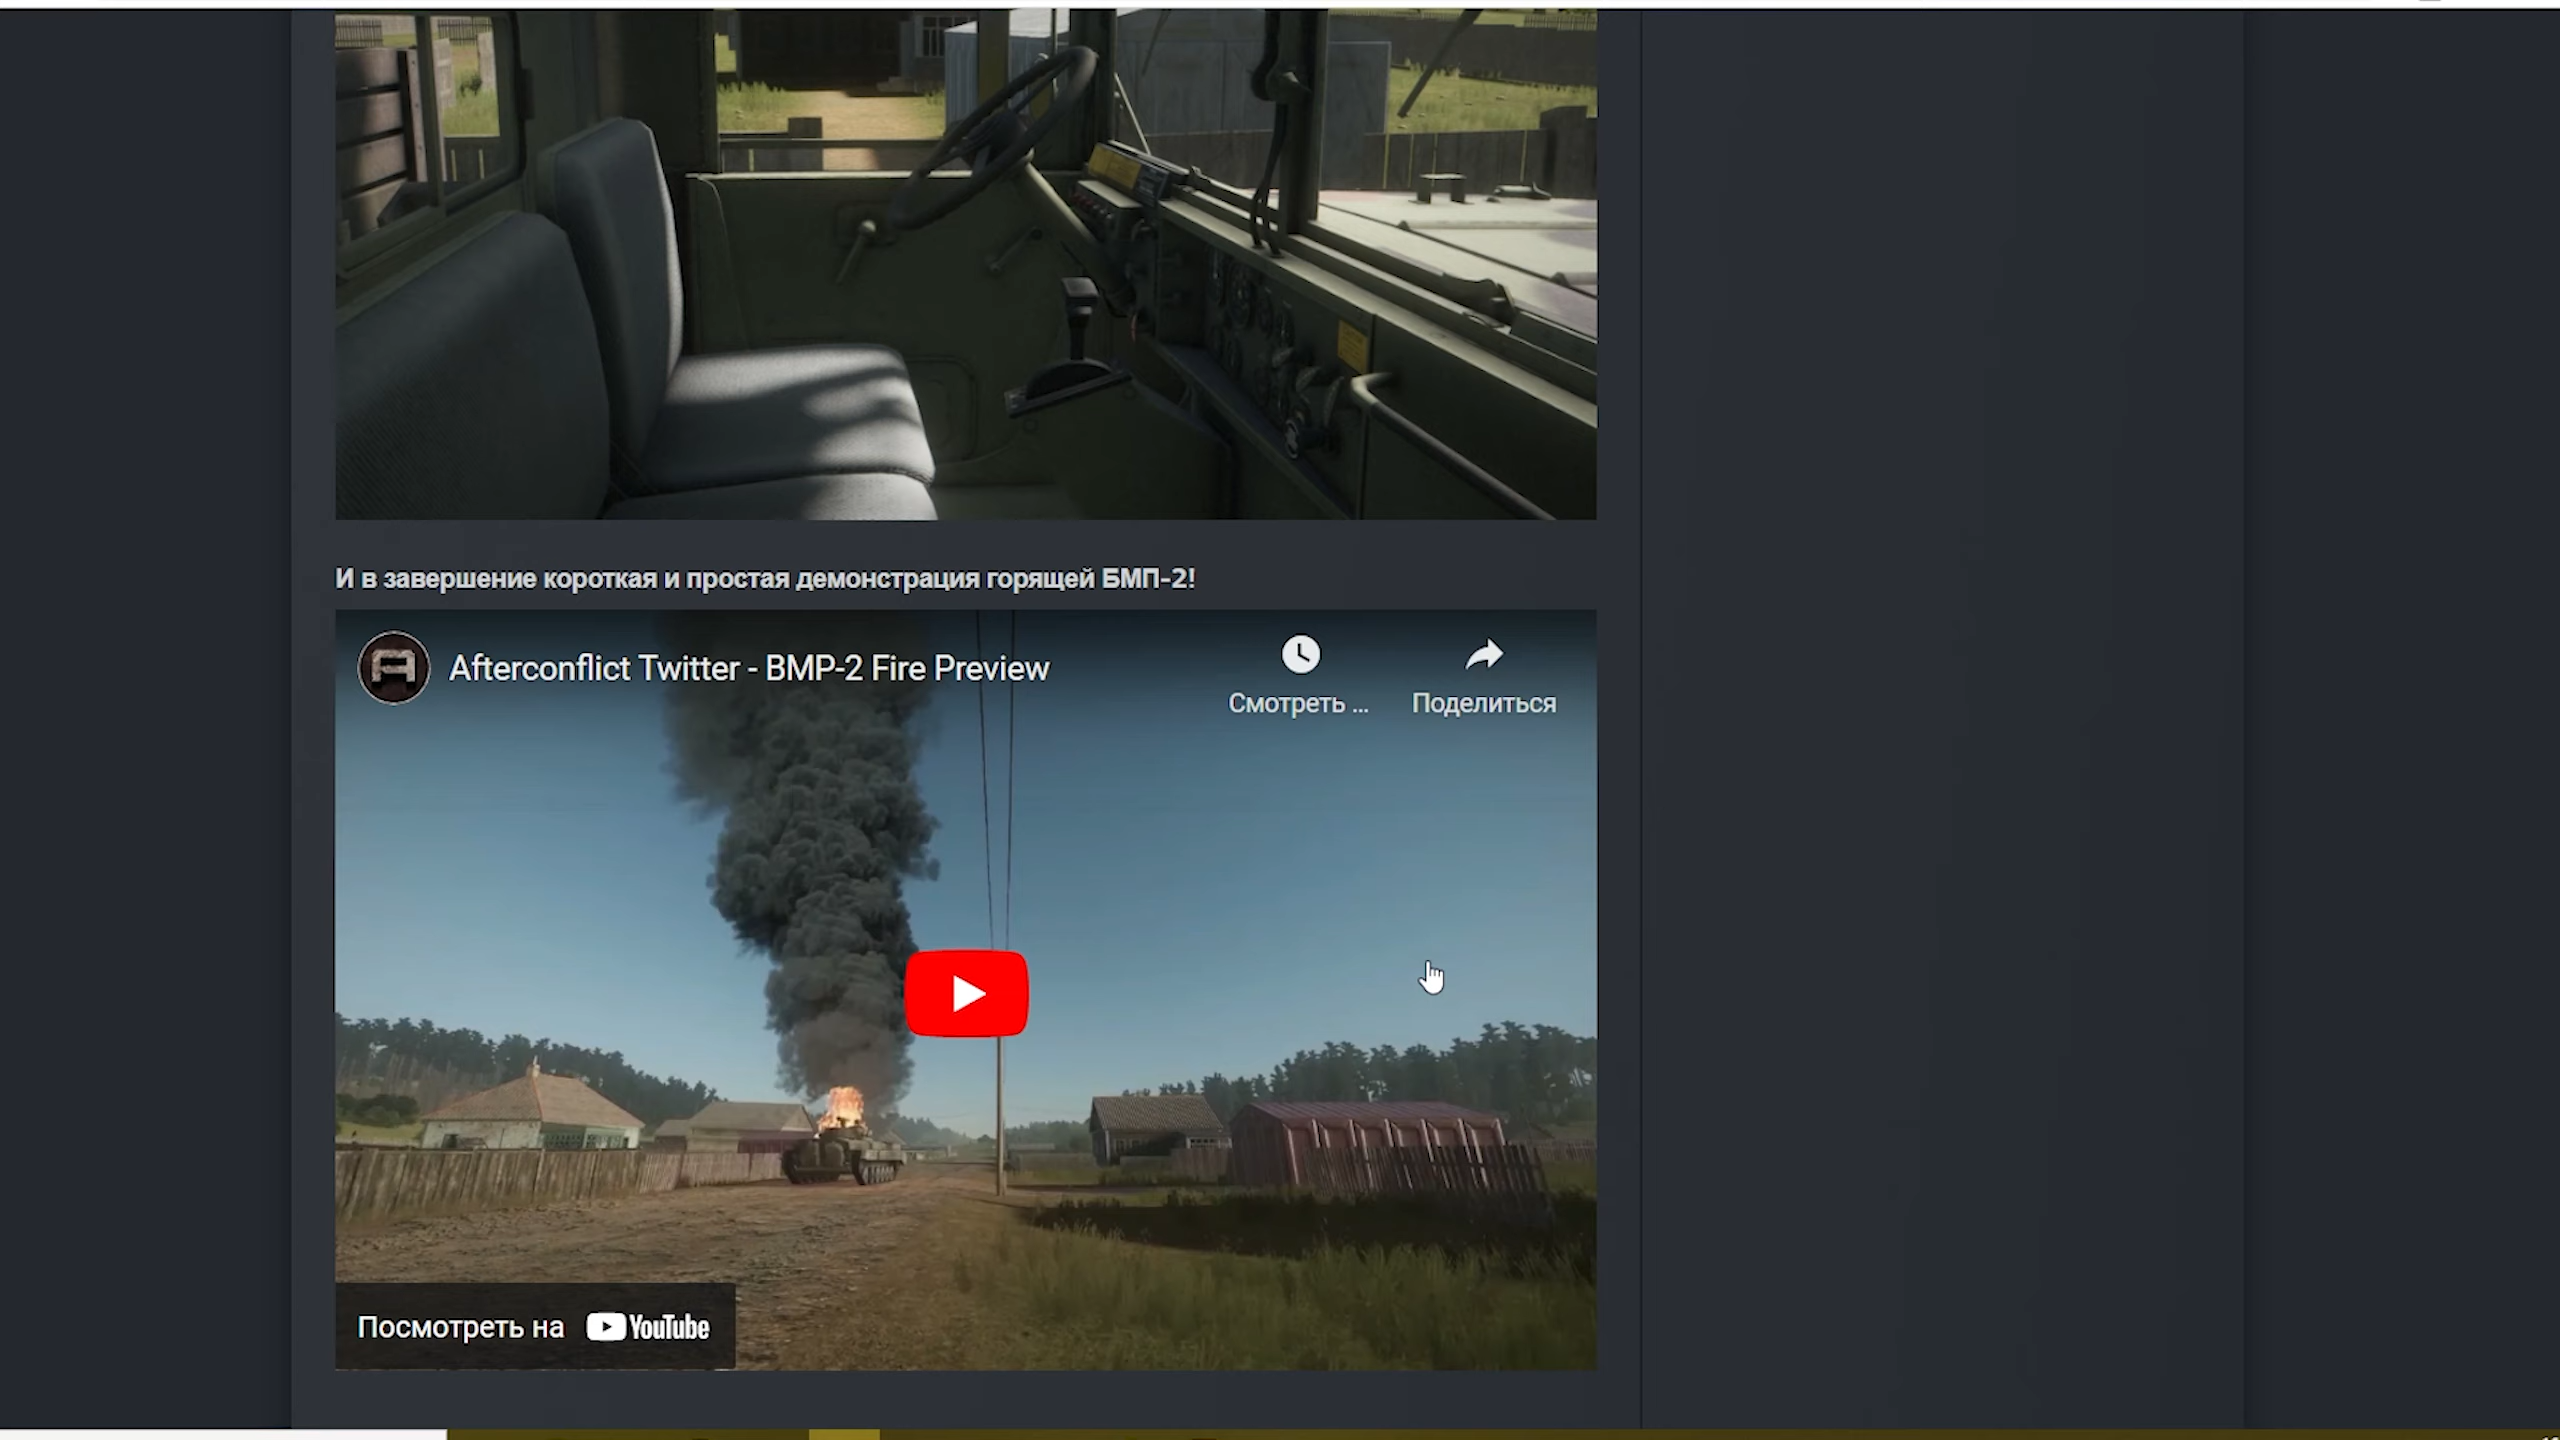 И в завершение короткая и простая демонстрация горящей БМП-2!
Afterconflict Twitter - BMP-2 Fire Preview
Смотреть ...
Поделиться
Посмотреть на YouTube